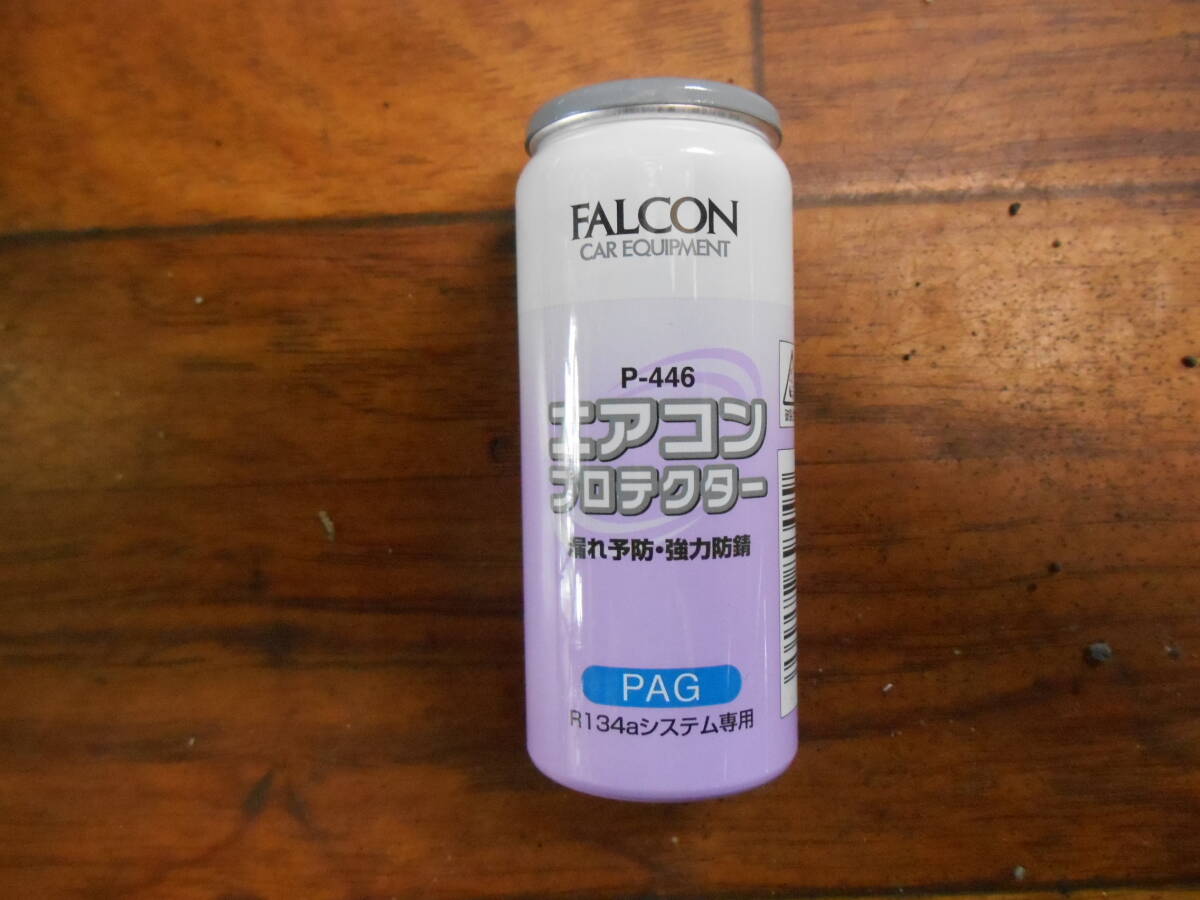 FALCON
CAR EQUIPMENT
P-446
エアコン
プロテクター
漏れ予防・強力防錆
PAG
R134aシステム専用